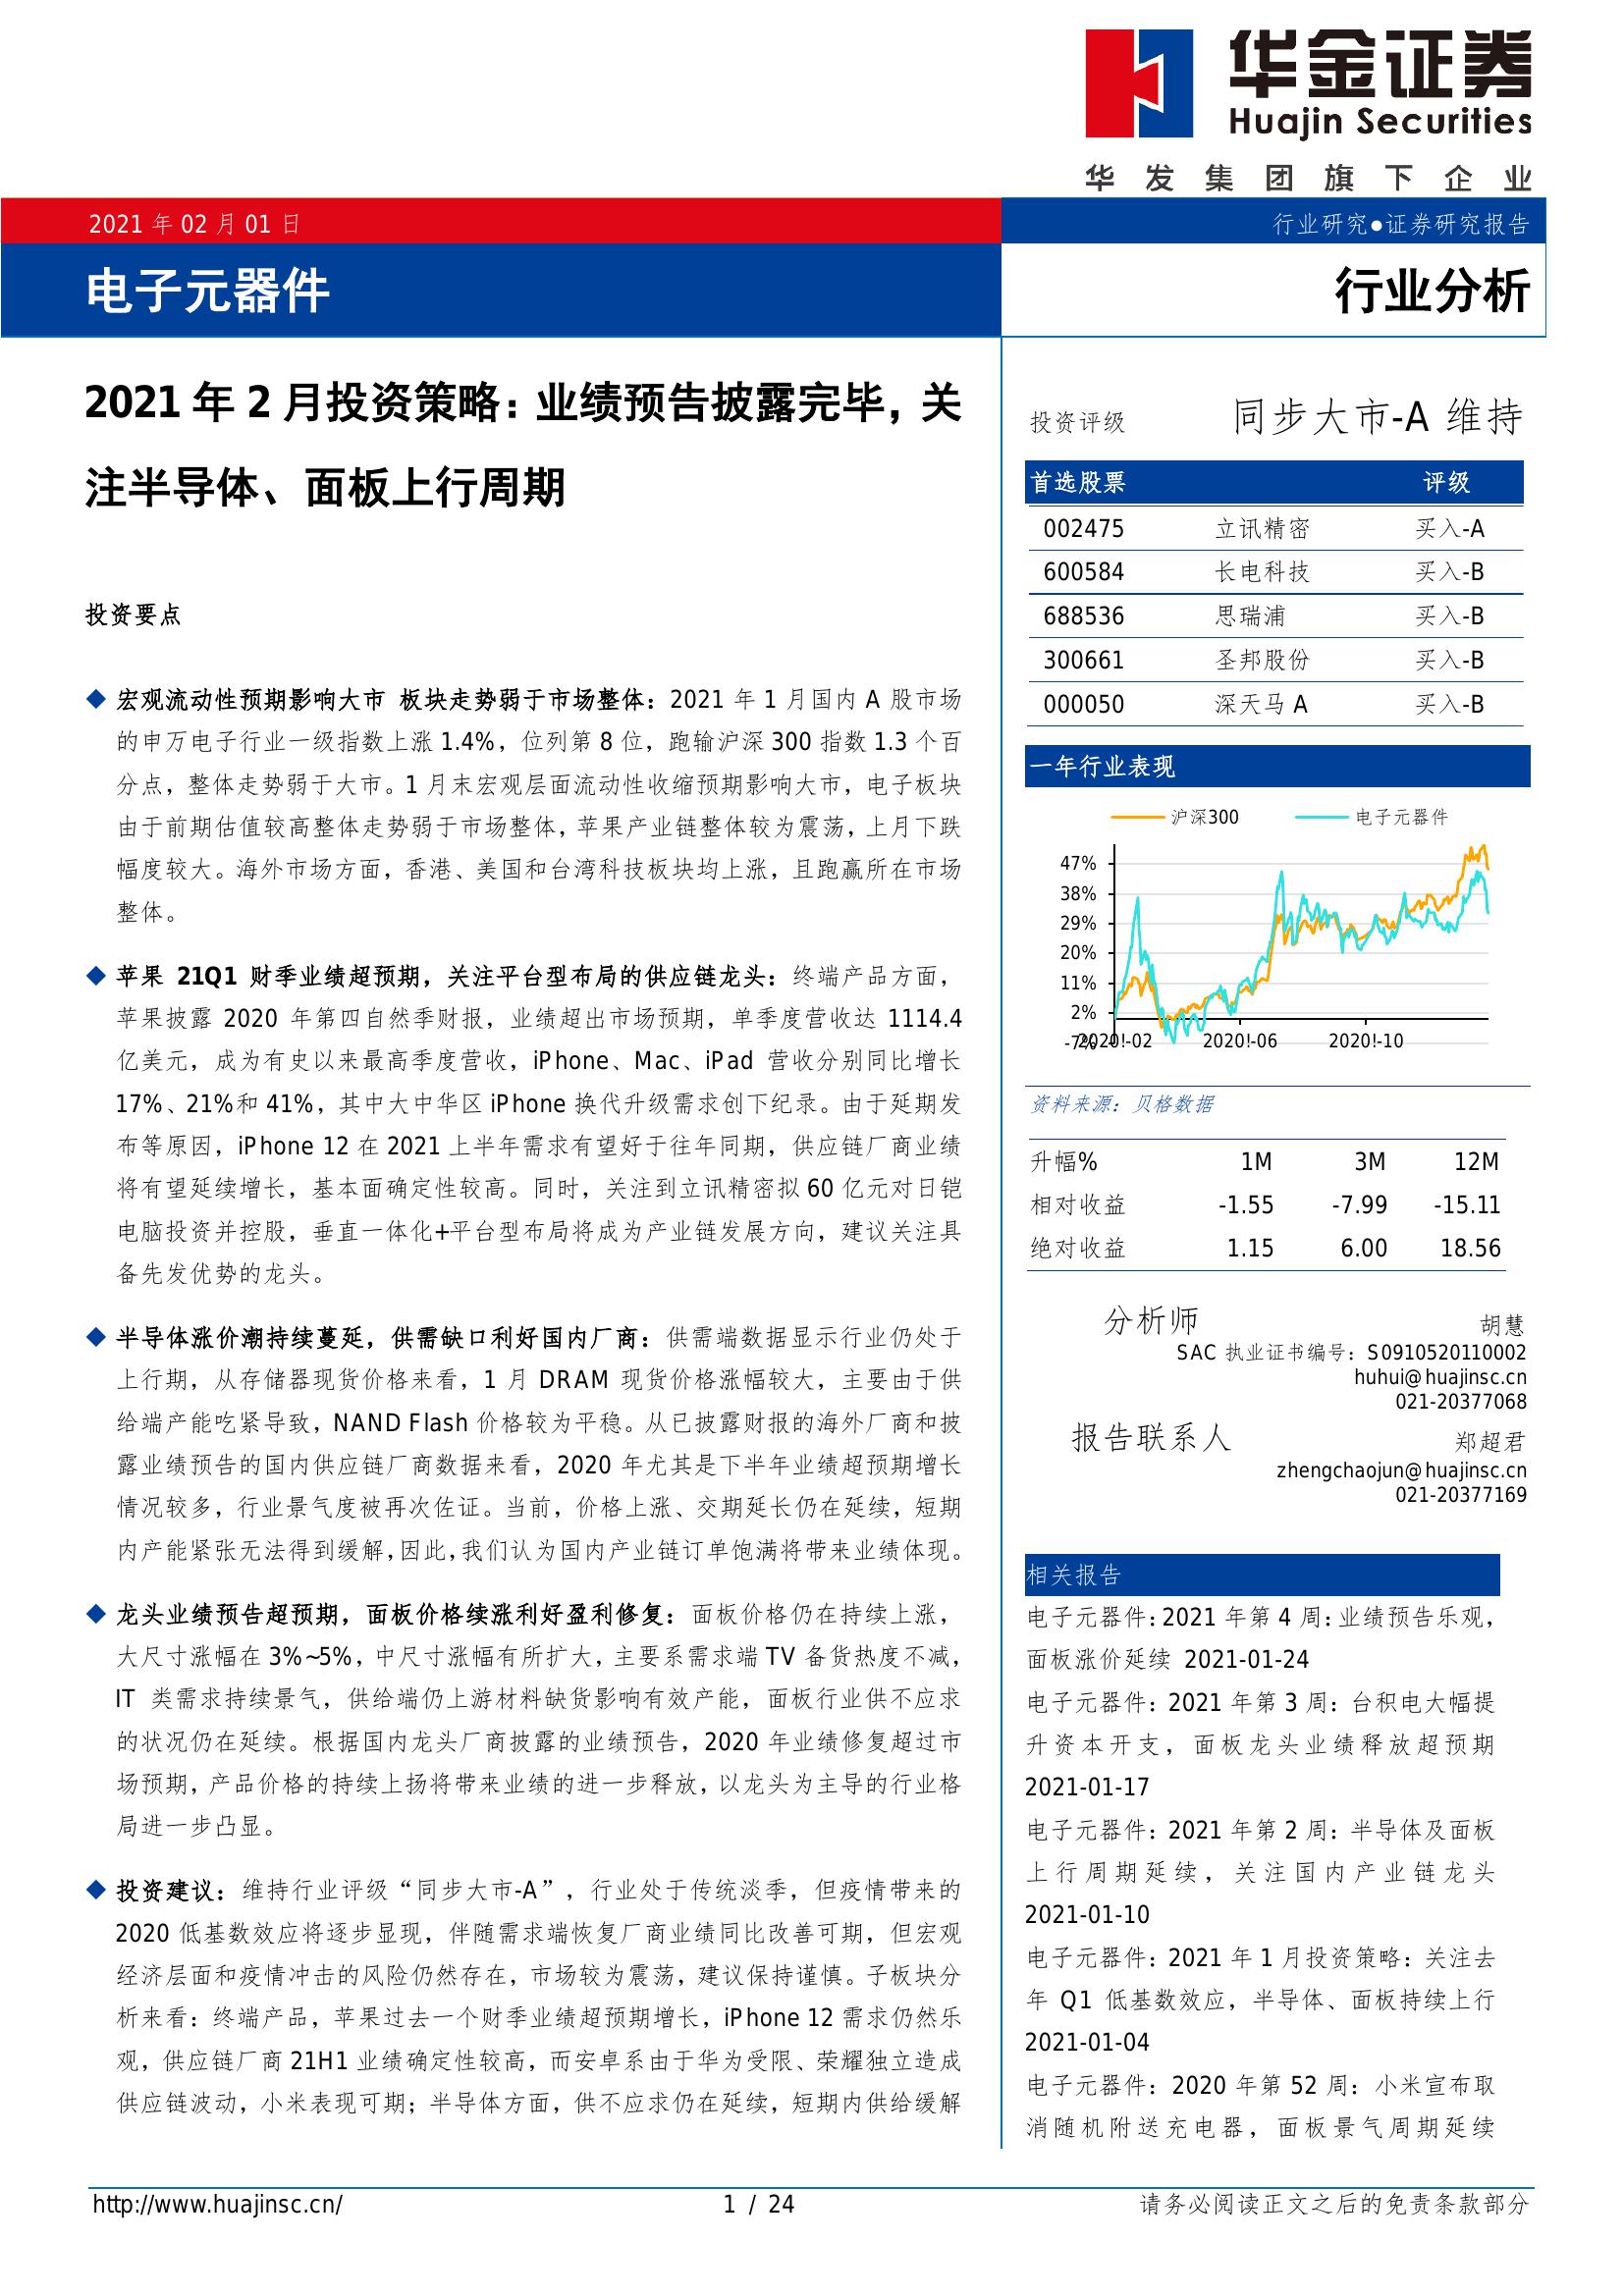 华金证券
Huajin Securities
华发集团旗下企业
2021 年 02 月 01 日
行业研究●证券研究报告
电子元器件
行业分析
2021 年 2 月投资策略：业绩预告披露完毕，关
注半导体、面板上行周期
投资要点
◆ 宏观流动性预期影响大市 板块走势弱于市场整体：2021 年 1 月国内 A 股市场
的申万电子行业一级指数上涨 1.4%，位列第 8 位，跑输沪深 300 指数 1.3 个百
分点，整体走势弱于大市。1 月末宏观层面流动性收缩预期影响大市，电子板块
由于前期估值较高整体走势弱于市场整体，苹果产业链整体较为震荡，上月下跌
幅度较大。海外市场方面，香港、美国和台湾科技板块均上涨，且跑赢所在市场
整体。
◆ 苹果 21Q1 财季业绩超预期，关注平台型布局的供应链龙头：终端产品方面，
苹果披露 2020 年第四自然季财报，业绩超出市场预期，单季度营收达 1114.4
亿美元，成为有史以来最高季度营收，iPhone、Mac、iPad 营收分别同比增长
17%、21%和 41%，其中大中华区 iPhone 换代升级需求创下纪录。由于延期发
布等原因，iPhone 12 在 2021 上半年需求有望好于往年同期，供应链厂商业绩
将有望延续增长，基本面确定性较高。同时，关注到立讯精密拟 60 亿元对日铠
电脑投资并控股，垂直一体化+平台型布局将成为产业链发展方向，建议关注具
备先发优势的龙头。
◆ 半导体涨价潮持续蔓延，供需缺口利好国内厂商：供需端数据显示行业仍处于
上行期，从存储器现货价格来看，1 月 DRAM 现货价格涨幅较大，主要由于供
给端产能吃紧导致，NAND Flash 价格较为平稳。从已披露财报的海外厂商和披
露业绩预告的国内供应链厂商数据来看，2020 年尤其是下半年业绩超预期增长
情况较多，行业景气度被再次佐证。当前，价格上涨、交期延长仍在延续，短期
内产能紧张无法得到缓解，因此，我们认为国内产业链订单饱满将带来业绩体现。
◆ 龙头业绩预告超预期，面板价格续涨利好盈利修复：面板价格仍在持续上涨，
大尺寸涨幅在 3%~5%，中尺寸涨幅有所扩大，主要系需求端 TV 备货热度不减，
IT 类需求持续景气，供给端仍上游材料缺货影响有效产能，面板行业供不应求
的状况仍在延续。根据国内龙头厂商披露的业绩预告，2020 年业绩修复超过市
场预期，产品价格的持续上扬将带来业绩的进一步释放，以龙头为主导的行业格
局进一步凸显。
◆ 投资建议：维持行业评级“同步大市-A”，行业处于传统淡季，但疫情带来的
2020 低基数效应将逐步显现，伴随需求端恢复厂商业绩同比改善可期，但宏观
经济层面和疫情冲击的风险仍然存在，市场较为震荡，建议保持谨慎。子板块分
析来看：终端产品，苹果过去一个财季业绩超预期增长，iPhone 12 需求仍然乐
观，供应链厂商 21H1 业绩确定性较高，而安卓系由于华为受限、荣耀独立造成
供应链波动，小米表现可期；半导体方面，供不应求仍在延续，短期内供给缓解
投资评级 同步大市-A 维持
首选股票 评级
002475 立讯精密 买入-A
600584 长电科技 买入-B
688536 思瑞浦 买入-B
300661 圣邦股份 买入-B
000050 深天马 A 买入-B
一年行业表现
沪深300 电子元器件
47%
38%
29%
20%
11%
2%
-7%
2020!-02 2020!-06 2020!-10
资料来源：贝格数据
升幅% 1M 3M 12M
相对收益 -1.55 -7.99 -15.11
绝对收益 1.15 6.00 18.56
分析师 胡慧
SAC 执业证书编号：S0910520110002
huhui@huajinsc.cn
021-20377068
报告联系人 郑超君
zhengchaojun@huajinsc.cn
021-20377169
相关报告
电子元器件：2021 年第 4 周：业绩预告乐观，
面板涨价延续 2021-01-24
电子元器件：2021 年第 3 周：台积电大幅提
升资本开支，面板龙头业绩释放超预期
2021-01-17
电子元器件：2021 年第 2 周：半导体及面板
上行周期延续，关注国内产业链龙头
2021-01-10
电子元器件：2021 年 1 月投资策略：关注去
年 Q1 低基数效应，半导体、面板持续上行
2021-01-04
电子元器件：2020 年第 52 周：小米宣布取
消随机附送充电器，面板景气周期延续
http://www.huajinsc.cn/
1 / 24
请务必阅读正文之后的免责条款部分